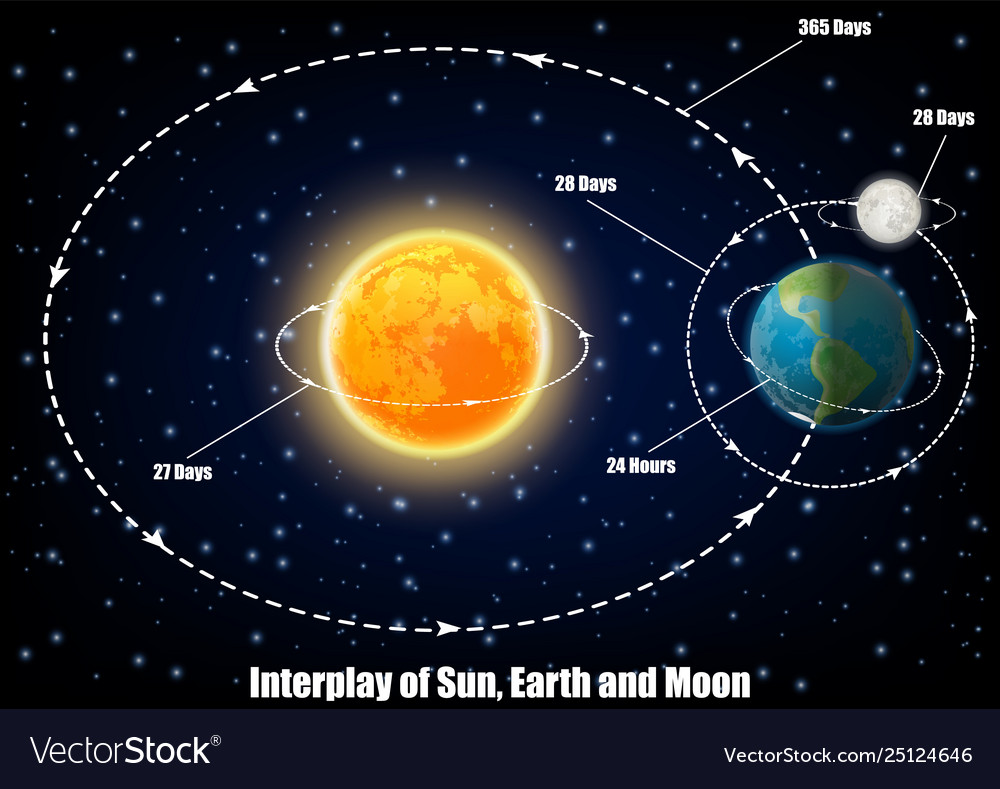 365 Days
28 Days
28 Days
27 Days
24 Hours
Interplay of Sun, Earth and Moon
VectorStock®
VectorStock.com/25124646